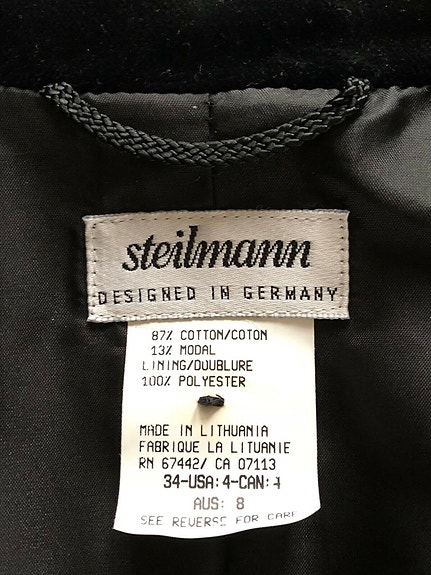 steilmann
DESIGNED IN GERMANY
87% COTTON/COTON
13% MODAL
LINING/DOUBLURE
100% POLYESTER
MADE IN LITHUANIA
FABRIQUE LA LITUANIE
RN 67442/ CA 07113
34-USA:4-CAN:4
AUS: 8
SEE REVERSE FOR CARE